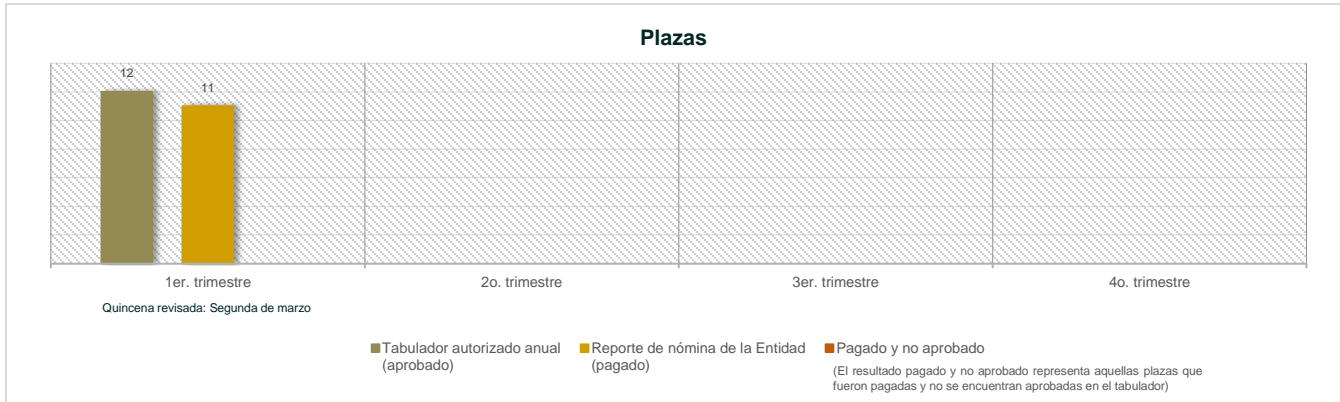 Plazas
12
11
1er. trimestre
2o. trimestre
3er. trimestre
4o. trimestre
Quincena revisada: Segunda de marzo
Tabulador autorizado anual
(aprobado)
Reporte de nómina de la Entidad
(pagado)
Pagado y no aprobado
(El resultado pagado y no aprobado representa aquellas plazas que
fueron pagadas y no se encuentran aprobadas en el tabulador)